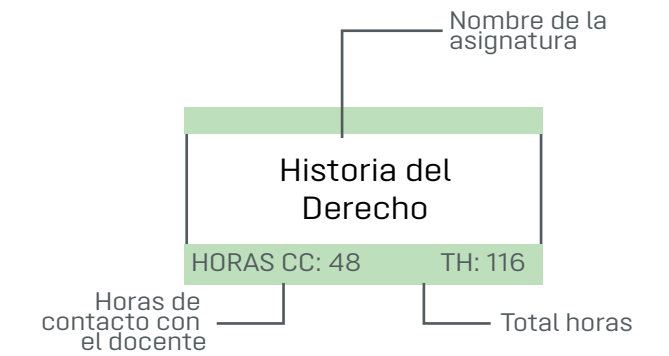 Nombre de la
asignatura
Historia del
Derecho
HORAS CC: 48 TH: 116
Horas de
contacto con
el docente
Total horas